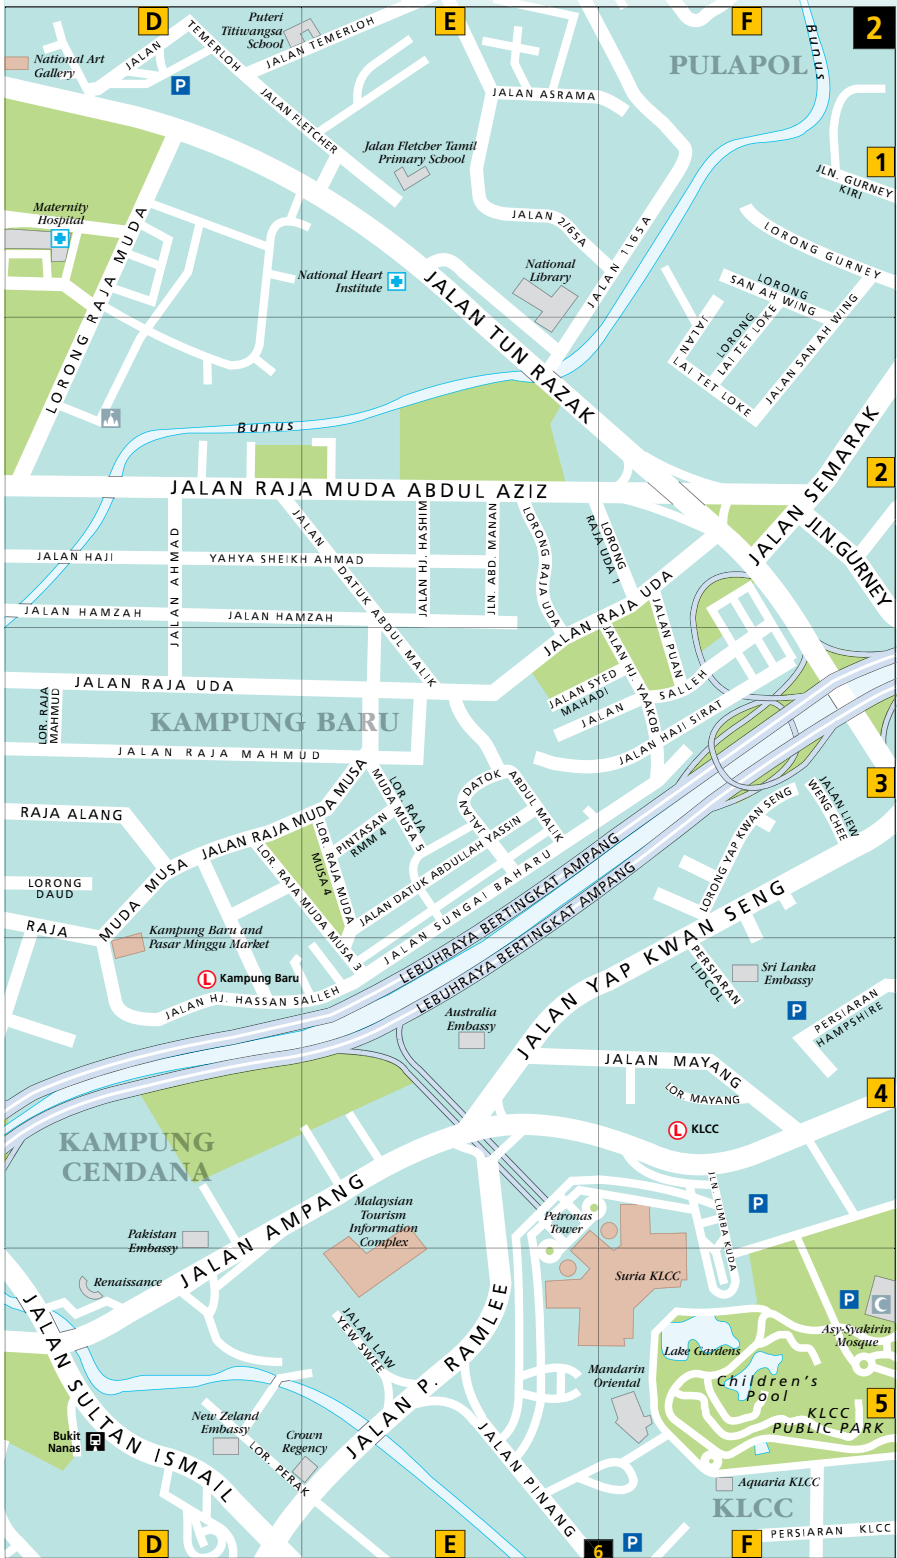 D
E
F
2
Puteri
Titiwangsa
School
JALAN TEMERLOH
JALAN TEMERLOH
National Art
Gallery
P
PULAPOL
Bunus
JALAN ASRAMA
JALAN FLETCHER
Jalan Fletcher Tamil
Primary School
1
JLN. GURNEY
KIRI
Maternity
Hospital
JALAN 2/65A
JALAN 1/65A
LORONG GURNEY
National Heart
Institute
National
Library
LORONG
SAN AH WING
LORONG RAJA MUDA
JALAN TUN RAZAK
JALAN
LAI TET LOKE
LORONG
LAI TET LOKE
JALAN SAN AH WING
Bunus
JALAN SEMARAK
2
JALAN RAJA MUDA ABDUL AZIZ
JLN GURNEY
JALAN HAJI
YAHYA SHEIKH AHMAD
JALAN AHMAD
JALAN
DATUK ABDUL MALIK
JALAN HJ. HASHIM
JLN. ABD. MANAN
LORONG RAJA UDA
LORONG
RAJA UDA 1
JALAN HAMZAH
JALAN HAMZAH
JALAN RAJA UDA
JALAN PUAN
JALAN HJ. YAAKOB
JALAN SYED
MAHADI
JALAN SALLEH
JALAN HAJI SIRAT
JALAN RAJA UDA
LOR. RAJA
MAHMUD
KAMPUNG BARU
JALAN RAJA MAHMUD
3
RAJA ALANG
JALAN RAJA MUDA MUSA
MUDA MUSA
LOR. RAJA
MUDA MUSA 5
PINTASAN
RMM 4
LOR. RAJA MUDA
MUSA 4
LOR. RAJA MUDA MUSA 3
DATOK
JALAN
ABDUL MALIK
JALAN DATUK ABDULLAH YASSIN
JALAN SUNGAI BAHARU
LEBUHRAYA BERTINGKAT AMPANG
LEBUHRAYA BERTINGKAT AMPANG
LORONG YAP KWAN SENG
JALAN LIEW
WENG CHEE
LORONG
DAUD
RAJA
Kampung Baru and
Pasar Minggu Market
L Kampung Baru
JALAN HJ. HASSAN SALLEH
JALAN YAP KWAN SENG
PERSIARAN
LIDCOL
Sri Lanka
Embassy
P
PERSIARAN
HAMPSHIRE
Australia
Embassy
JALAN MAYANG
LOR. MAYANG
4
L KLCC
KAMPUNG
CENDANA
JALAN AMPANG
JLN. LUMBA KUDA
P
Malaysian
Tourism
Information
Complex
Petronas
Tower
Pakistan
Embassy
Suria KLCC
Renaissance
P
JALAN LAW
YEW SWEE
JALAN P. RAMLEE
Lake Gardens
Asy-Syakirin
Mosque
Children's
Pool
KLCC
PUBLIC PARK
Mandarin
Oriental
5
JALAN SULTAN ISMAIL
New Zeland
Embassy
Crown
Regency
Bukit
Nanas
LOR. PERAK
JALAN PINANG
Aquaria KLCC
KLCC
PERSIARAN KLCC
D
E
6
P
F